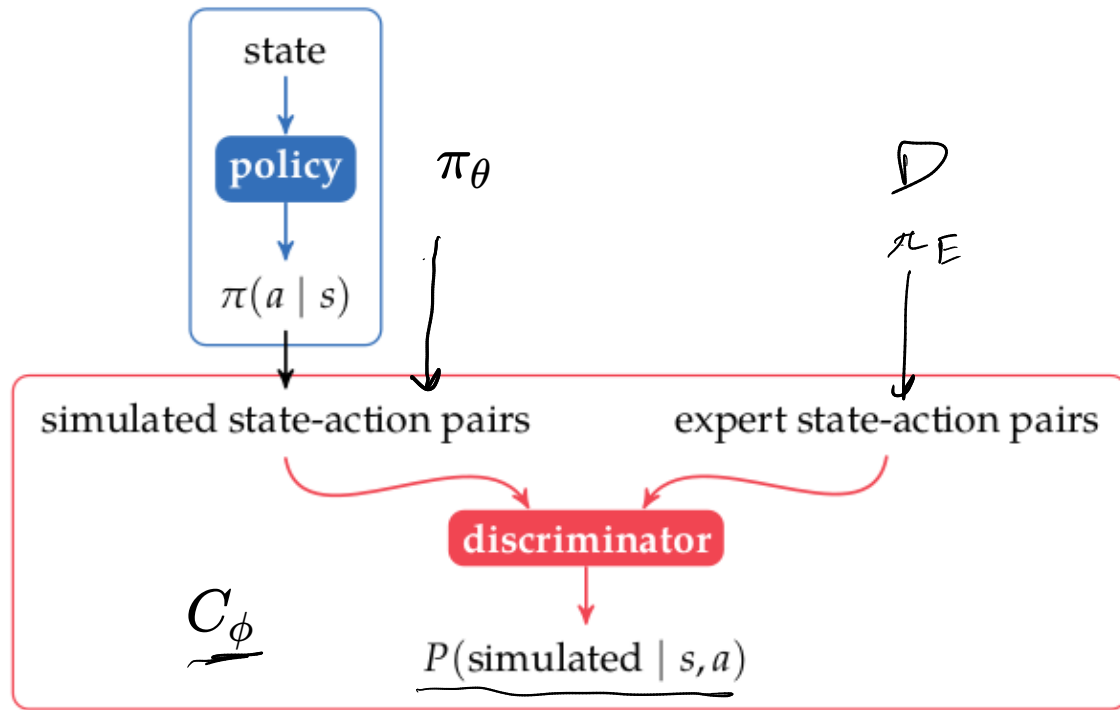 state
policy
π_θ
D
π_E
π(a | s)
simulated state-action pairs
expert state-action pairs
discriminator
C_ϕ
P(simulated | s, a)